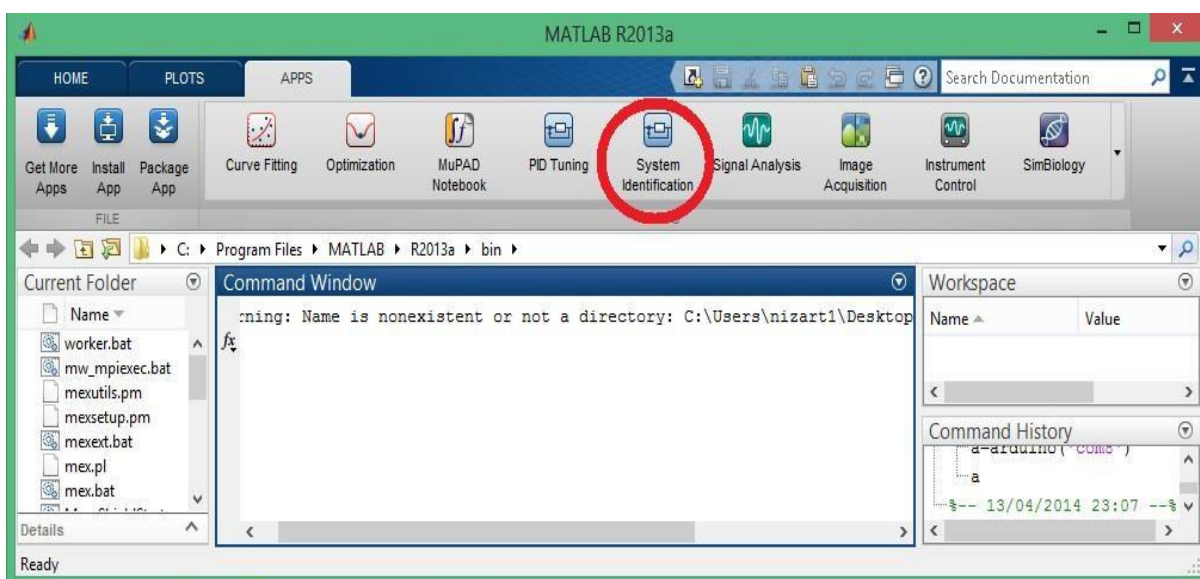 MATLAB R2013a
HOME PLOTS APPS
Search Documentation
Get More Apps
Install App
Package App
Curve Fitting
Optimization
MuPAD Notebook
PID Tuning
System Identification
Signal Analysis
Image Acquisition
Instrument Control
SimBiology
FILE
C: Program Files MATLAB R2013a bin
Current Folder
Name
worker.bat
mw_mpiexec.bat
mexutils.pm
mexsetup.pm
mexext.bat
mex.pl
mex.bat
Details
Command Window
ning: Name is nonexistent or not a directory: C:\Users\nizart1\Desktop
fx
Workspace
Name Value
Command History
a=arduino('com8')
a
%-- 13/04/2014 23:07 --%
Ready